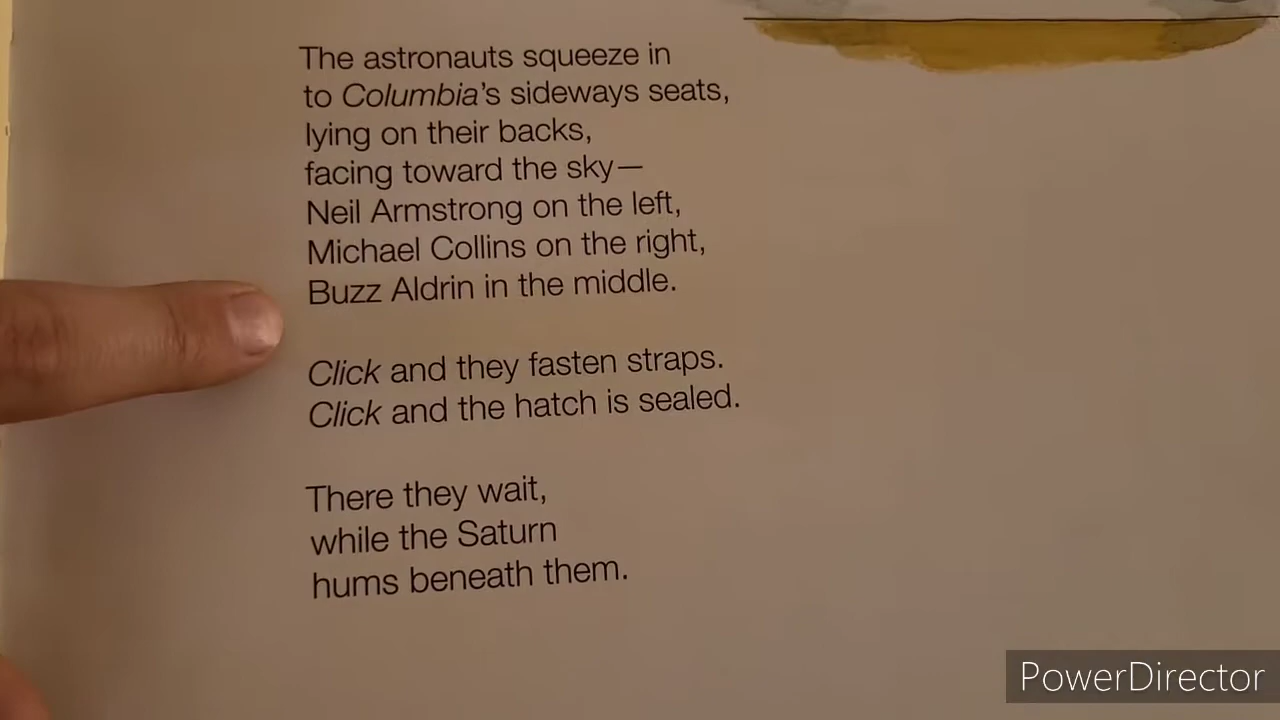 The astronauts squeeze in
to Columbia's sideways seats,
lying on their backs,
facing toward the sky—
Neil Armstrong on the left,
Michael Collins on the right,
Buzz Aldrin in the middle.
Click and they fasten straps.
Click and the hatch is sealed.
There they wait,
while the Saturn
hums beneath them.
PowerDirector